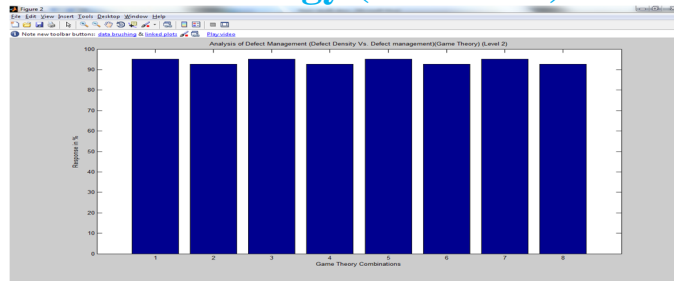 Figure 2
File Edit View Insert Tools Desktop Window Help
Note new toolbar buttons: data brushing & linked plots Play video
Analysis of Defect Management (Defect Density Vs. Defect management)(Game Theory) (Level 2)
100
90
80
70
60
50
40
30
20
10
0
Response in %
1 2 3 4 5 6 7 8
Game Theory Combinations